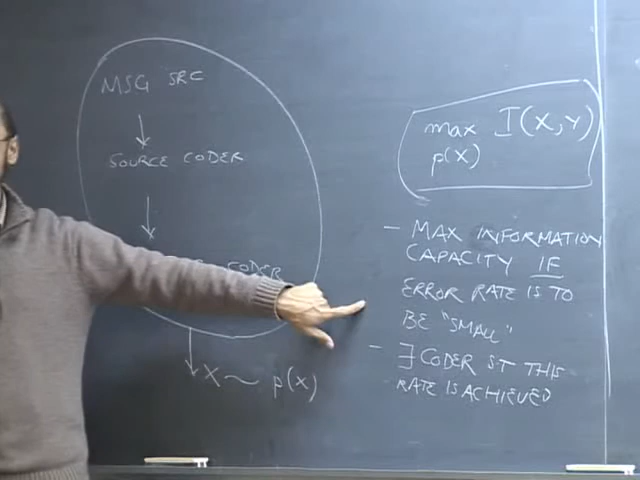 MSG SRC
SOURCE CODER
CODER
X ~ p(x)
max I(X,Y)
p(X)
- MAX INFORMATION
CAPACITY IF
ERROR RATE IS TO
BE "SMALL"
- ∃ CODER ST THIS
RATE IS ACHIEVED